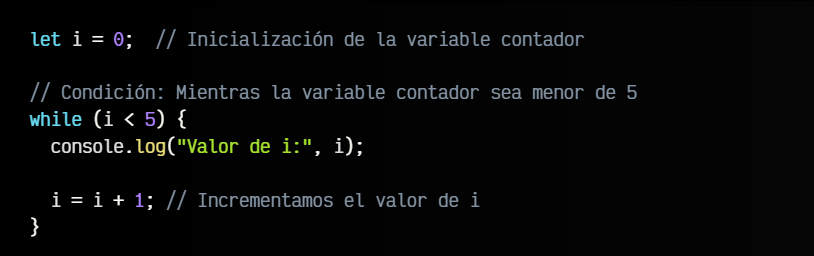 let i = 0;  // Inicialización de la variable contador
// Condición: Mientras la variable contador sea menor de 5
while (i < 5) {
  console.log("Valor de i:", i);
  i = i + 1; // Incrementamos el valor de i
}